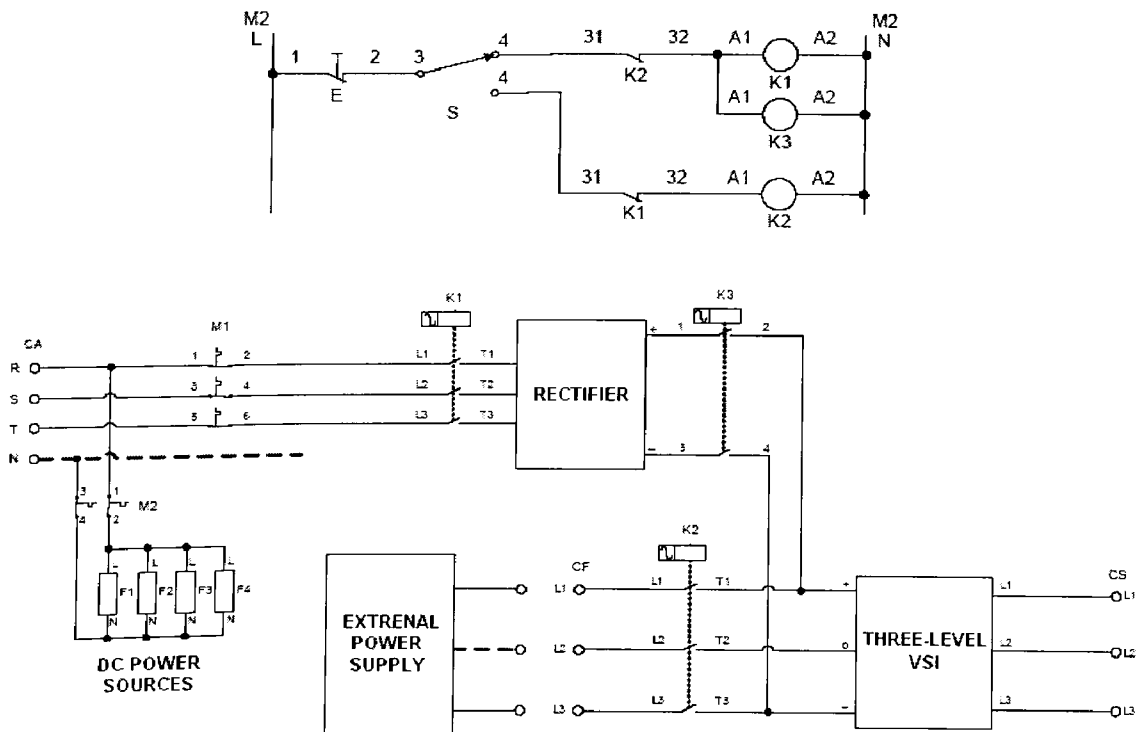 M2 M2
L N
1 2 3 4 31 32 A1 A2
E K2 K1
4 A1 A2
S K3
31 32 A1 A2
K1 K2
K1 K3
M1
CA
R 1 2 L1 T1 + 1 2
S 3 4 L2 T2 RECTIFIER
T 5 6 L3 T3
N − 3 4
3 1 M2
4 2
K2
L L L L
F1 F2 F3 F4
N N N N
DC POWER
SOURCES
EXTRENAL
POWER
SUPPLY
CF
L1 L1 T1 + L1 CS
L1
L2 L2 T2 0 THREE-LEVEL L2 L2
VSI
L3 L3 T3 − L3 L3